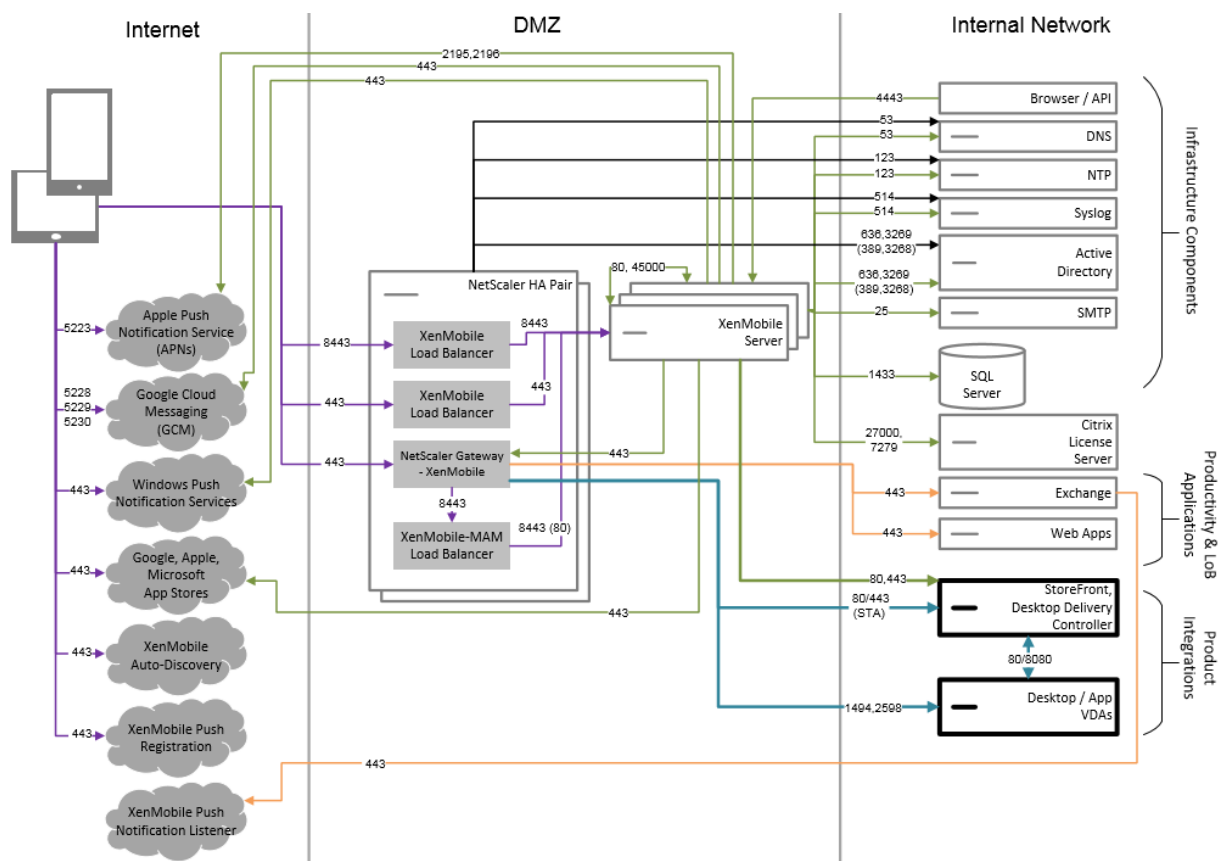 Internet
DMZ
Internal Network
2195,2196
443
443
4443
Browser / API
53
53
DNS
123
123
NTP
514
514
Syslog
636,3269
(389,3268)
636,3269
(389,3268)
Active
Directory
25
SMTP
1433
SQL
Server
27000,
7279
Citrix
License
Server
Infrastructure Components
443
Exchange
443
Web Apps
Productivity & LoB
Applications
80,443
80/443
(STA)
StoreFront,
Desktop Delivery
Controller
80/8080
1494,2598
Desktop / App
VDAs
Product
Integrations
80, 45000
XenMobile
Server
NetScaler HA Pair
8443
XenMobile
Load Balancer
8443
443
XenMobile
Load Balancer
443
443
NetScaler Gateway
- XenMobile
443
8443
XenMobile-MAM
Load Balancer
8443 (80)
443
443
5223
Apple Push
Notification Service
(APNs)
5228
5229
5230
Google Cloud
Messaging
(GCM)
443
Windows Push
Notification Services
443
Google, Apple,
Microsoft
App Stores
443
XenMobile
Auto-Discovery
443
XenMobile Push
Registration
XenMobile Push
Notification Listener